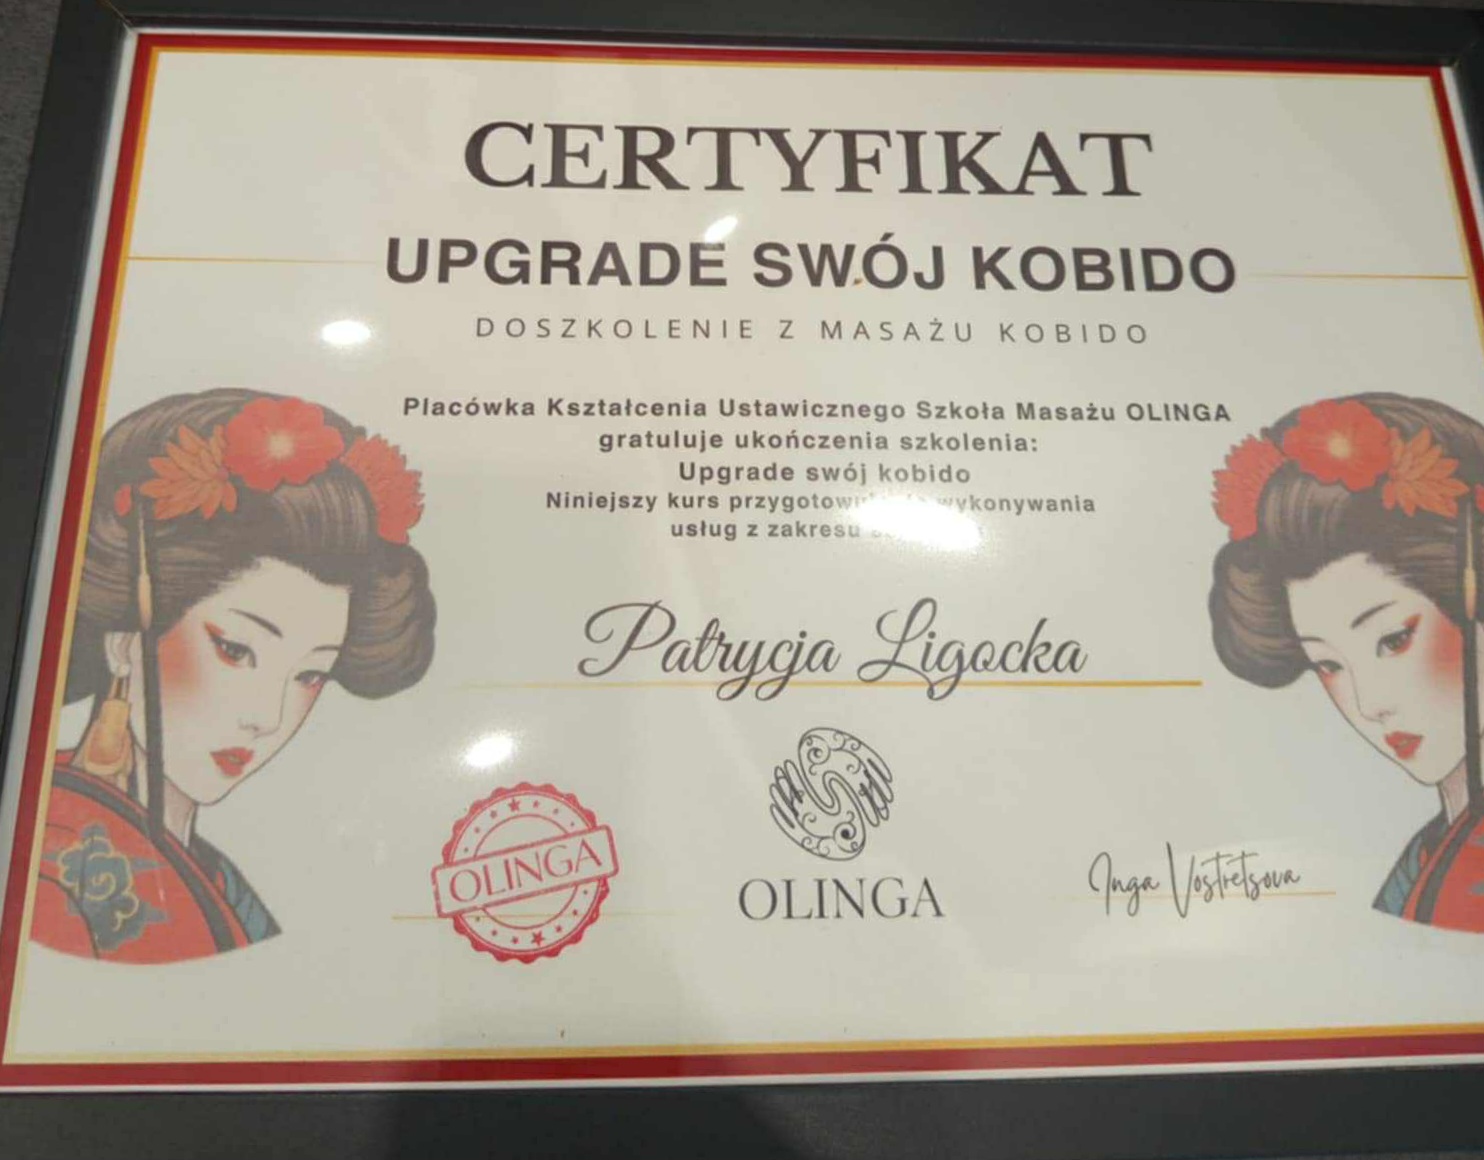 CERTYFIKAT
UPGRADE SWÓJ KOBIDO
DOSZKOLENIE Z MASAŻU KOBIDO
Placówka Kształcenia Ustawicznego Szkoła Masażu OLINGA
gratuluje ukończenia szkolenia:
Upgrade swój kobido
Niniejszy kurs wykonywania
usług z zakresu
Patrycja Ligocka
OLINGA
OLINGA
Inga Vostretsova